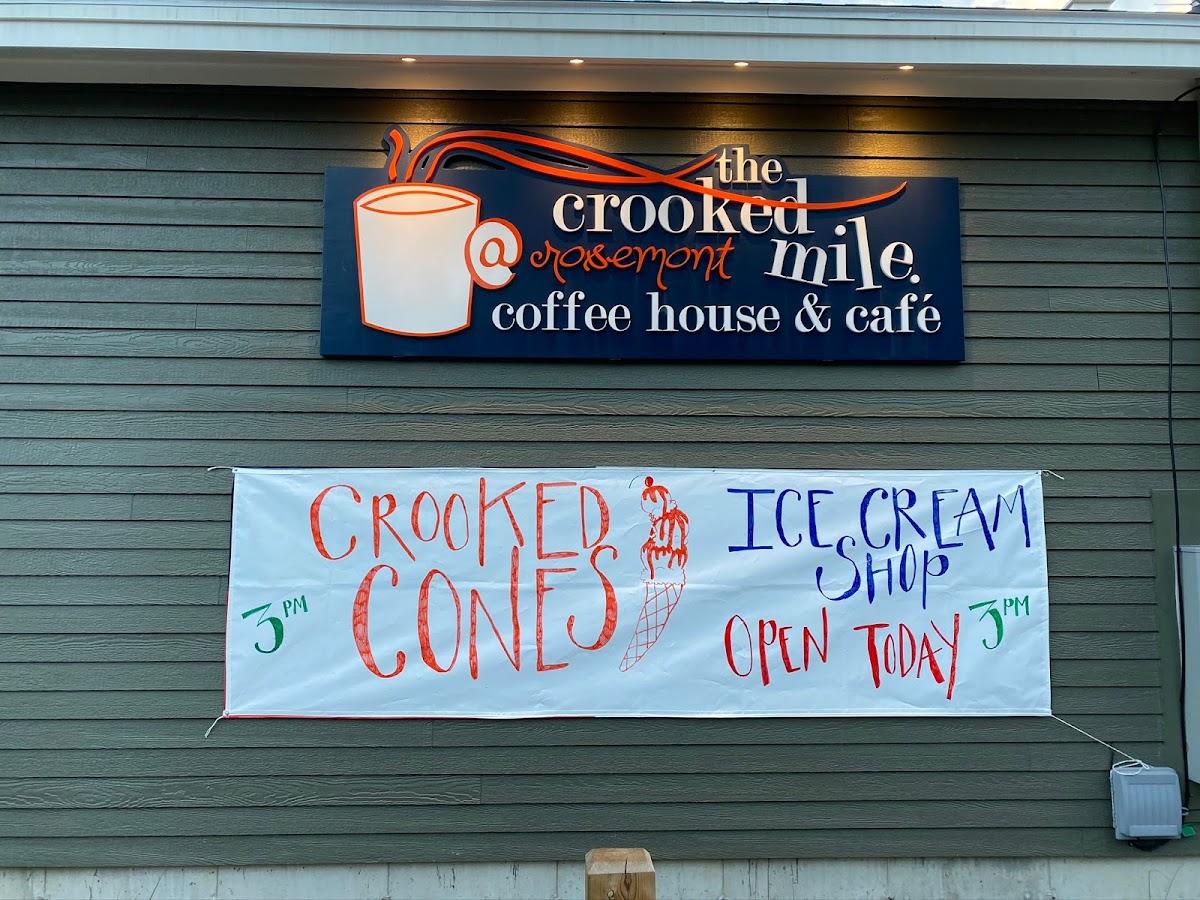 the
crooked
@ rosemont mile.
coffee house & café
CROOKED
CONES
3PM
ICE CREAM
SHOP
OPEN TODAY 3PM